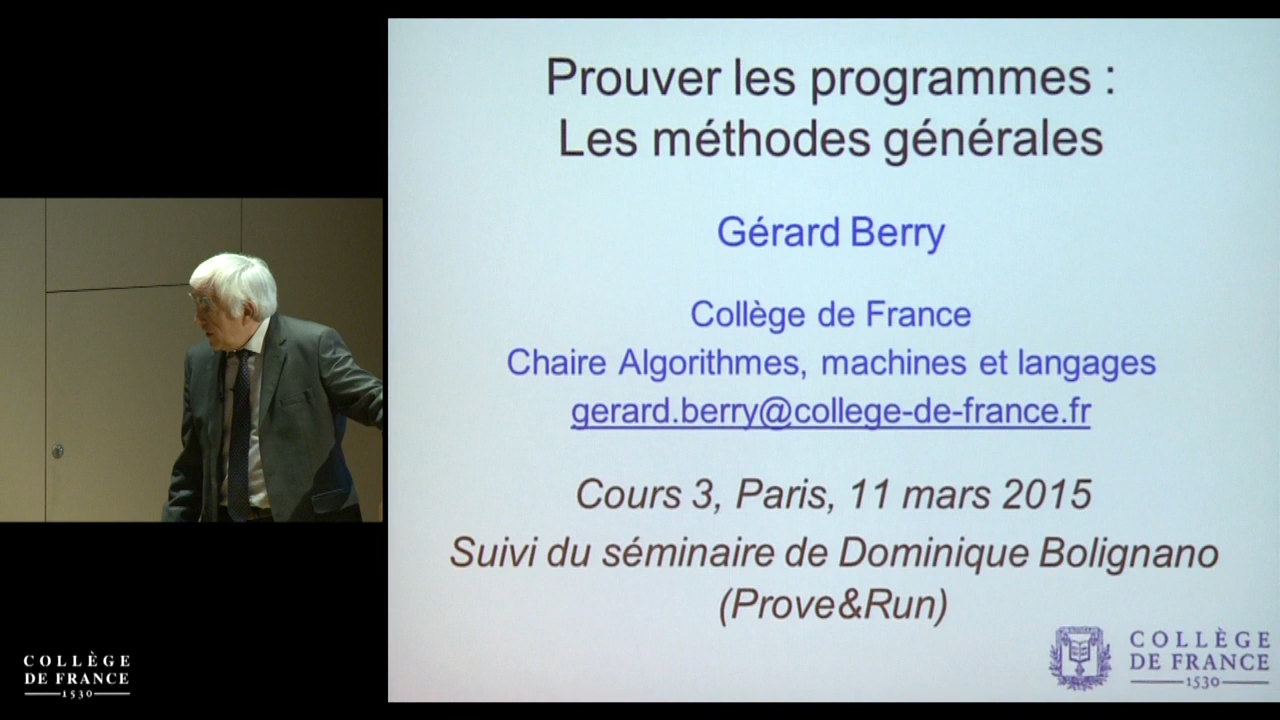 Prouver les programmes :
Les méthodes générales
Gérard Berry
Collège de France
Chaire Algorithmes, machines et langages
gerard.berry@college-de-france.fr
Cours 3, Paris, 11 mars 2015
Suivi du séminaire de Dominique Bolignano
(Prove&Run)
COLLÈGE
DE FRANCE
1530
COLLÈGE
DE FRANCE
1530